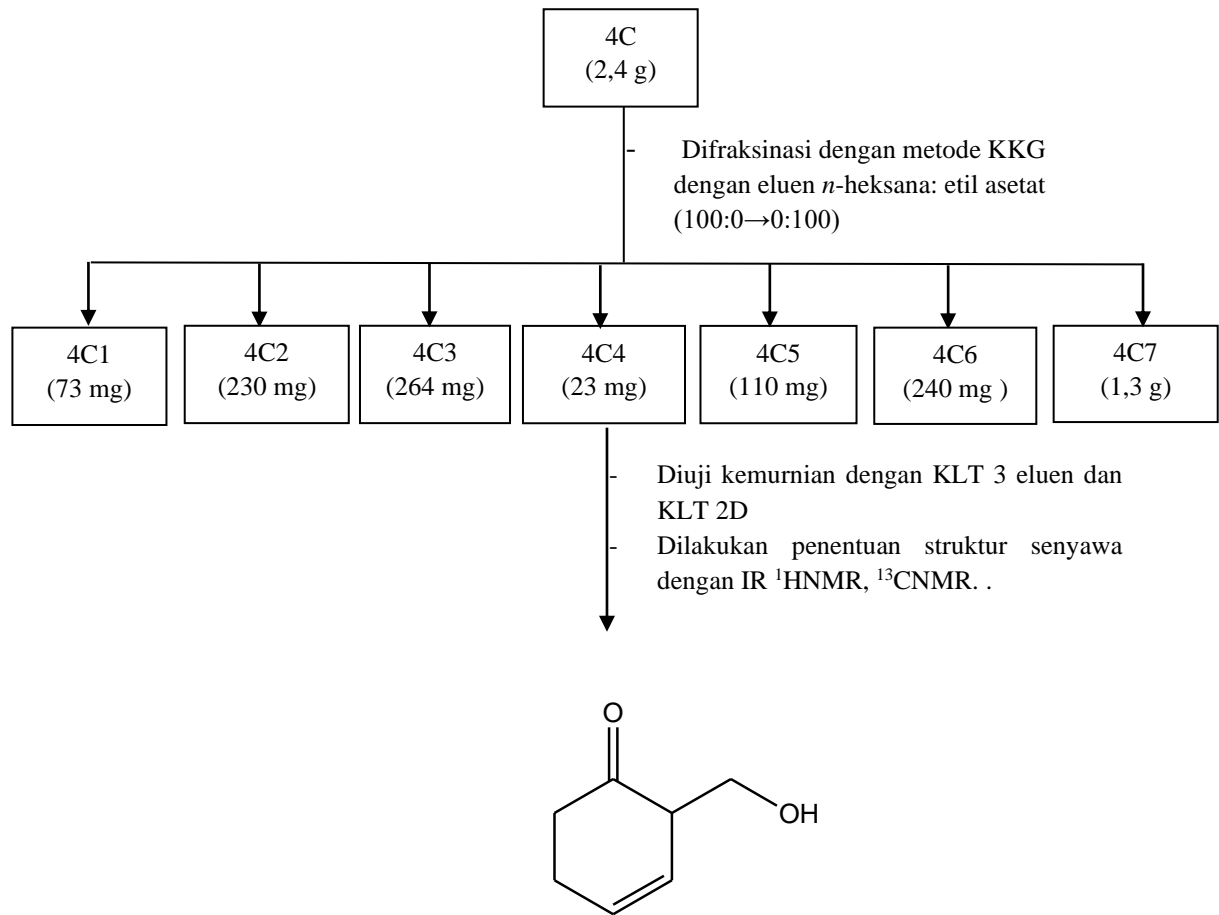 4C
(2,4 g)
- Difraksinasi dengan metode KKG
dengan eluen n-heksana: etil asetat
(100:0→0:100)
4C1
(73 mg)
4C2
(230 mg)
4C3
(264 mg)
4C4
(23 mg)
4C5
(110 mg)
4C6
(240 mg )
4C7
(1,3 g)
- Diuji kemurnian dengan KLT 3 eluen dan
KLT 2D
- Dilakukan penentuan struktur senyawa
dengan IR ¹HNMR, ¹³CNMR. .
O
OH